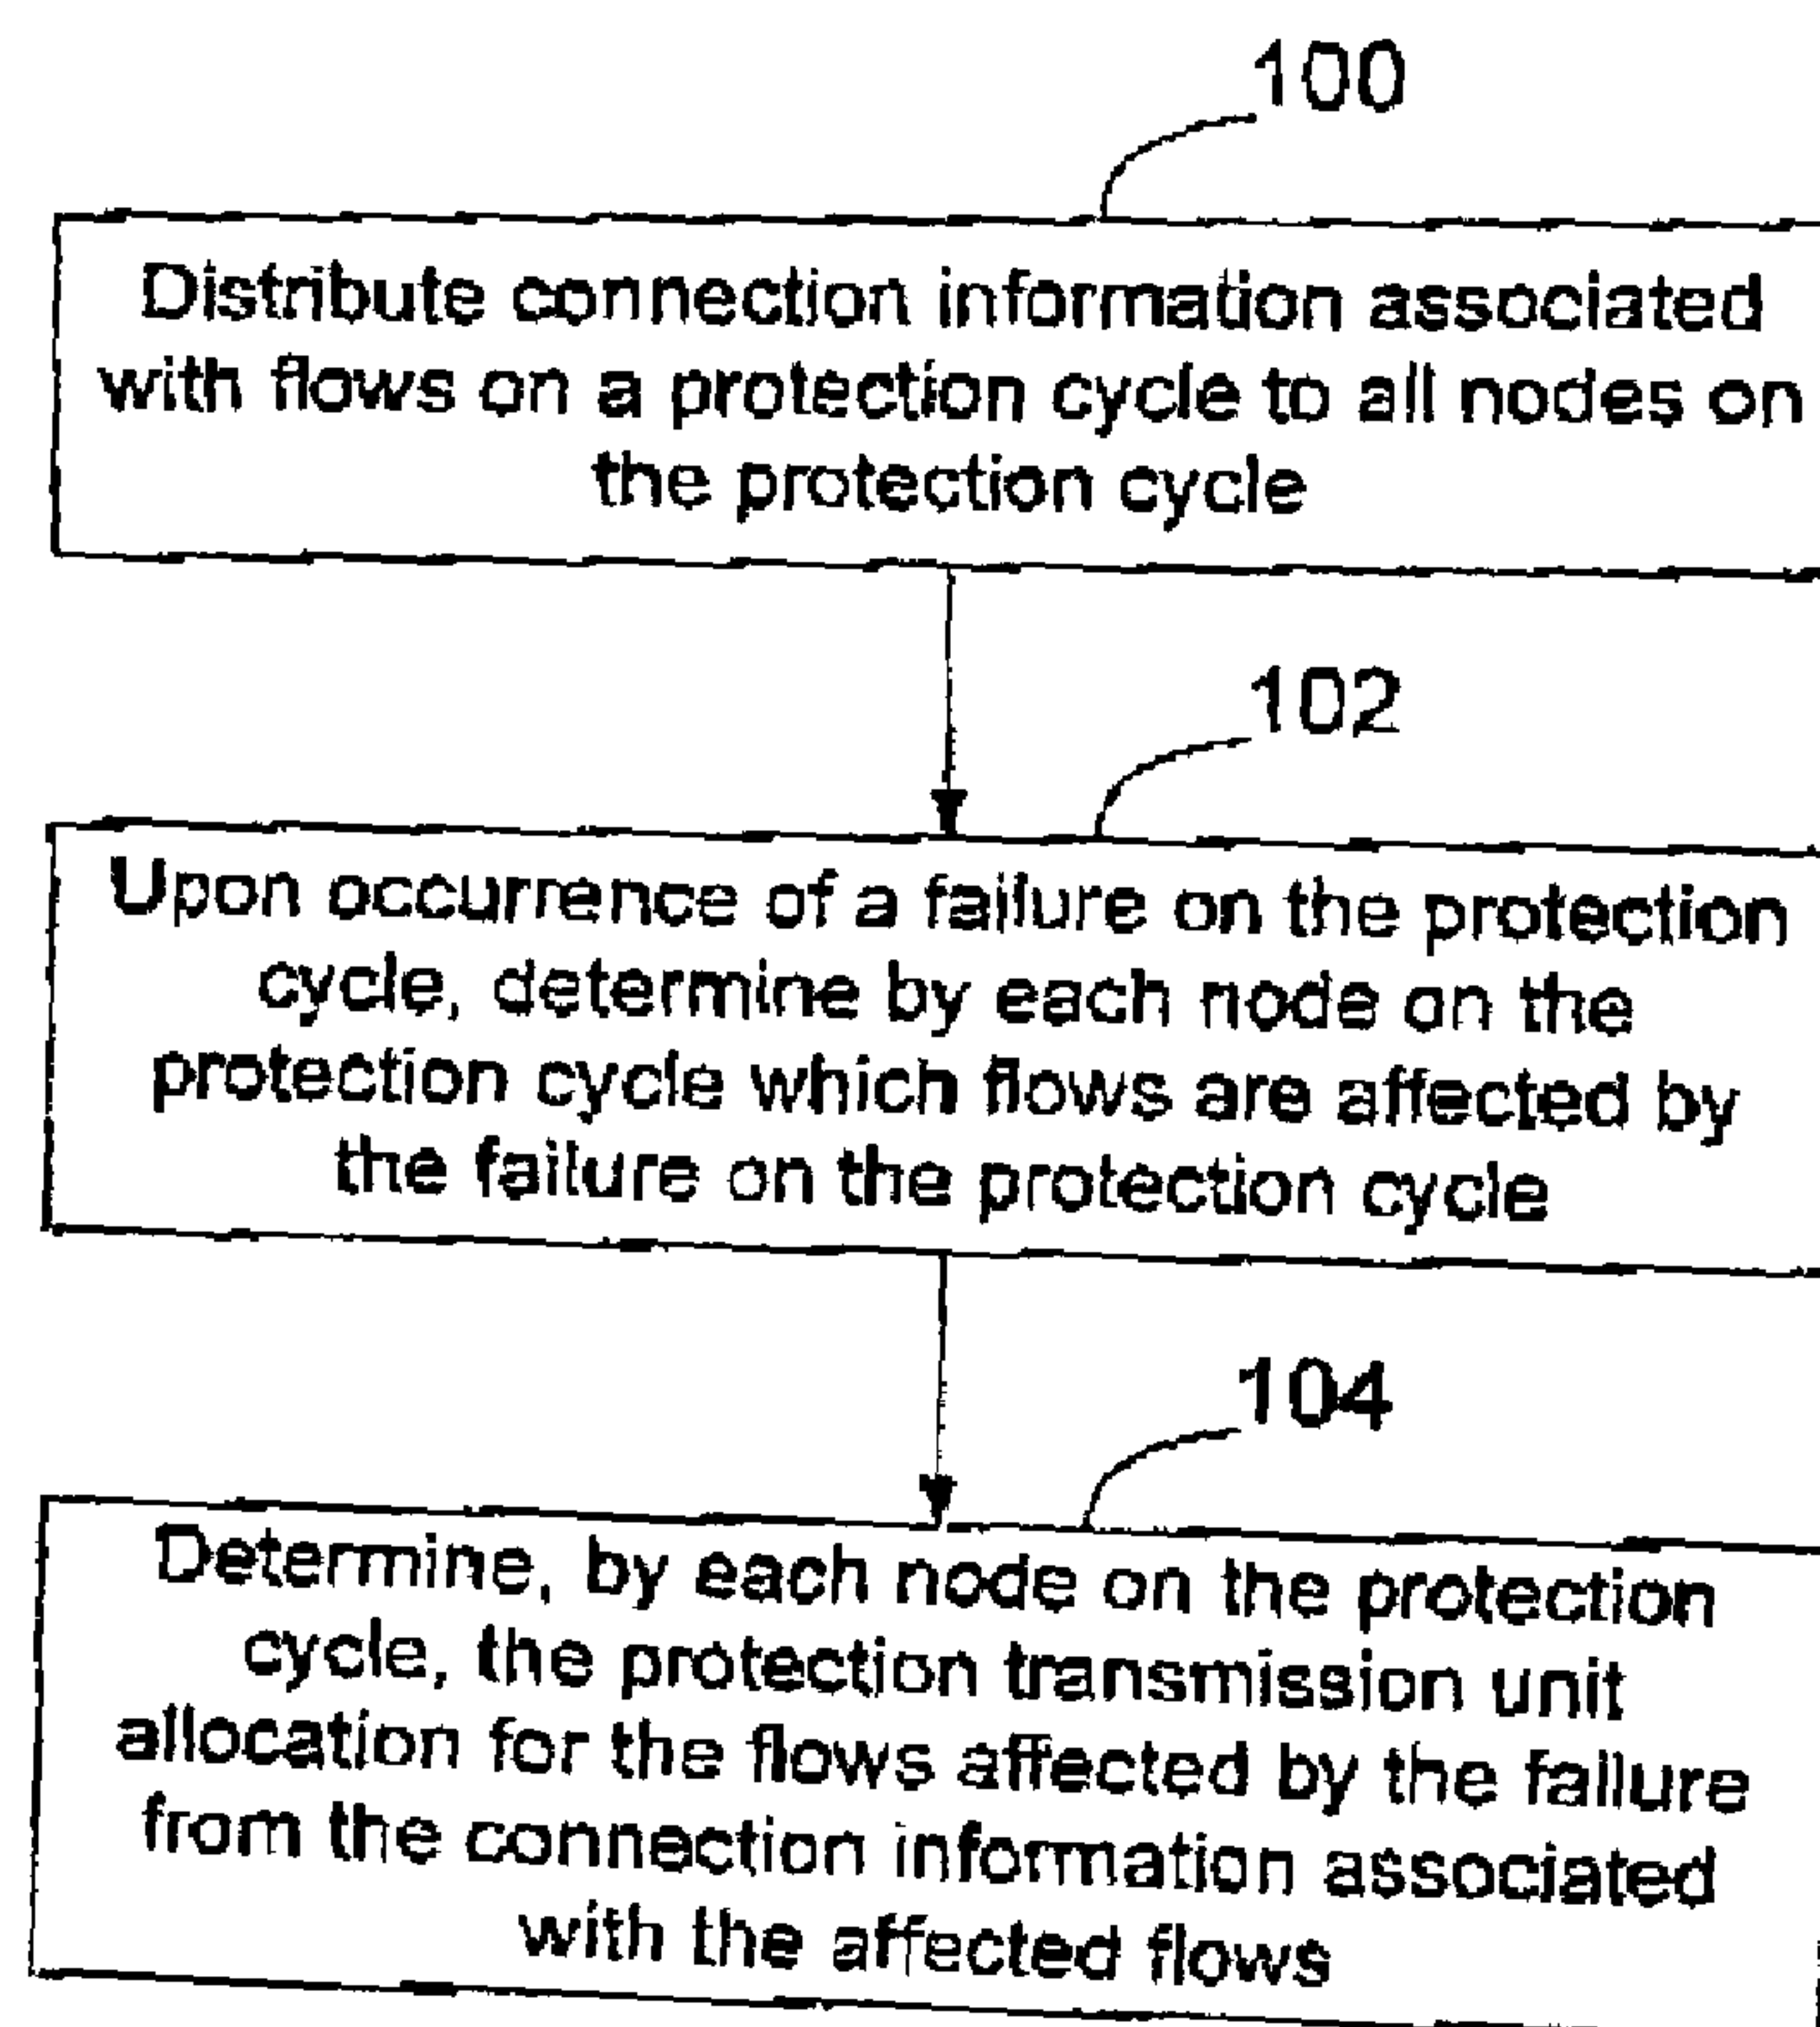 100
Distribute connection information associated
with flows on a protection cycle to all nodes on
the protection cycle
102
Upon occurrence of a failure on the protection
cycle, determine by each node on the
protection cycle which flows are affected by
the failure on the protection cycle
104
Determine, by each node on the protection
cycle, the protection transmission unit
allocation for the flows affected by the failure
from the connection information associated
with the affected flows